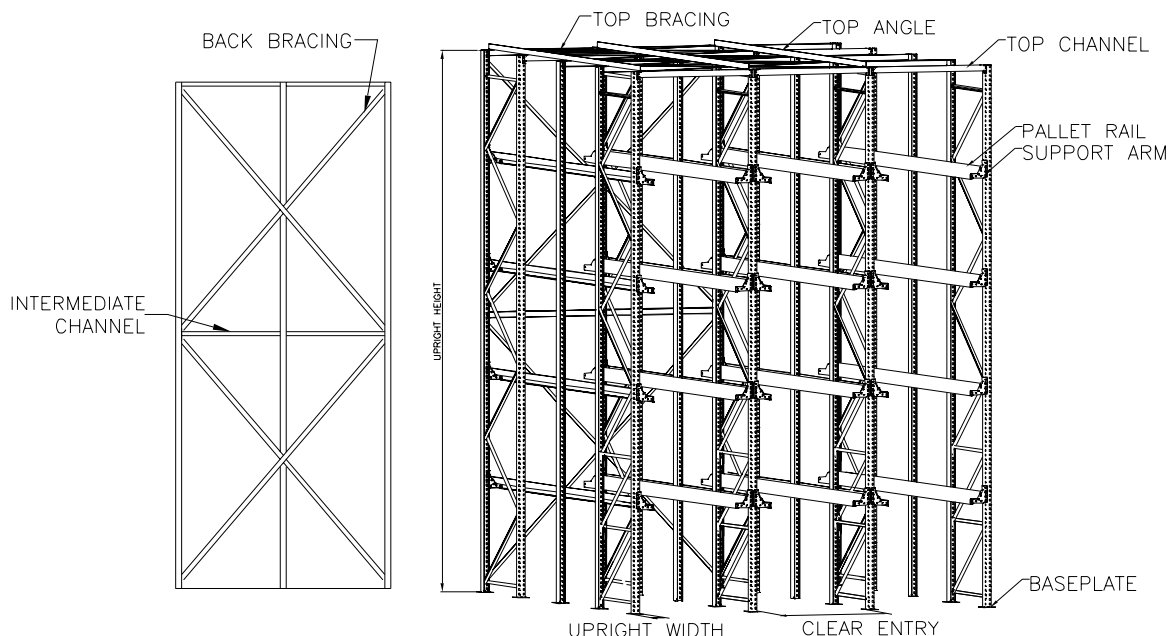 BACK BRACING
INTERMEDIATE
CHANNEL
TOP BRACING
TOP ANGLE
TOP CHANNEL
PALLET RAIL
SUPPORT ARM
UPRIGHT HEIGHT
BASEPLATE
UPRIGHT WIDTH
CLEAR ENTRY